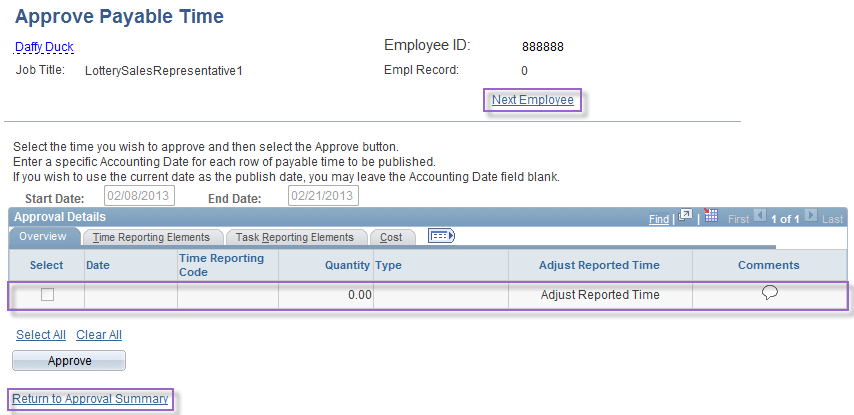 Approve Payable Time
Daffy Duck Employee ID: 888888
Job Title: LotterySalesRepresentative1 Empl Record: 0
Next Employee
Select the time you wish to approve and then select the Approve button.
Enter a specific Accounting Date for each row of payable time to be published.
If you wish to use the current date as the publish date, you may leave the Accounting Date field blank.
Start Date: 02/08/2013 End Date: 02/21/2013
Approval Details Find | | First 1 of 1 Last
Overview Time Reporting Elements Task Reporting Elements Cost
Select Date Time Reporting Code Quantity Type Adjust Reported Time Comments
0.00 Adjust Reported Time
Select All Clear All
Approve
Return to Approval Summary